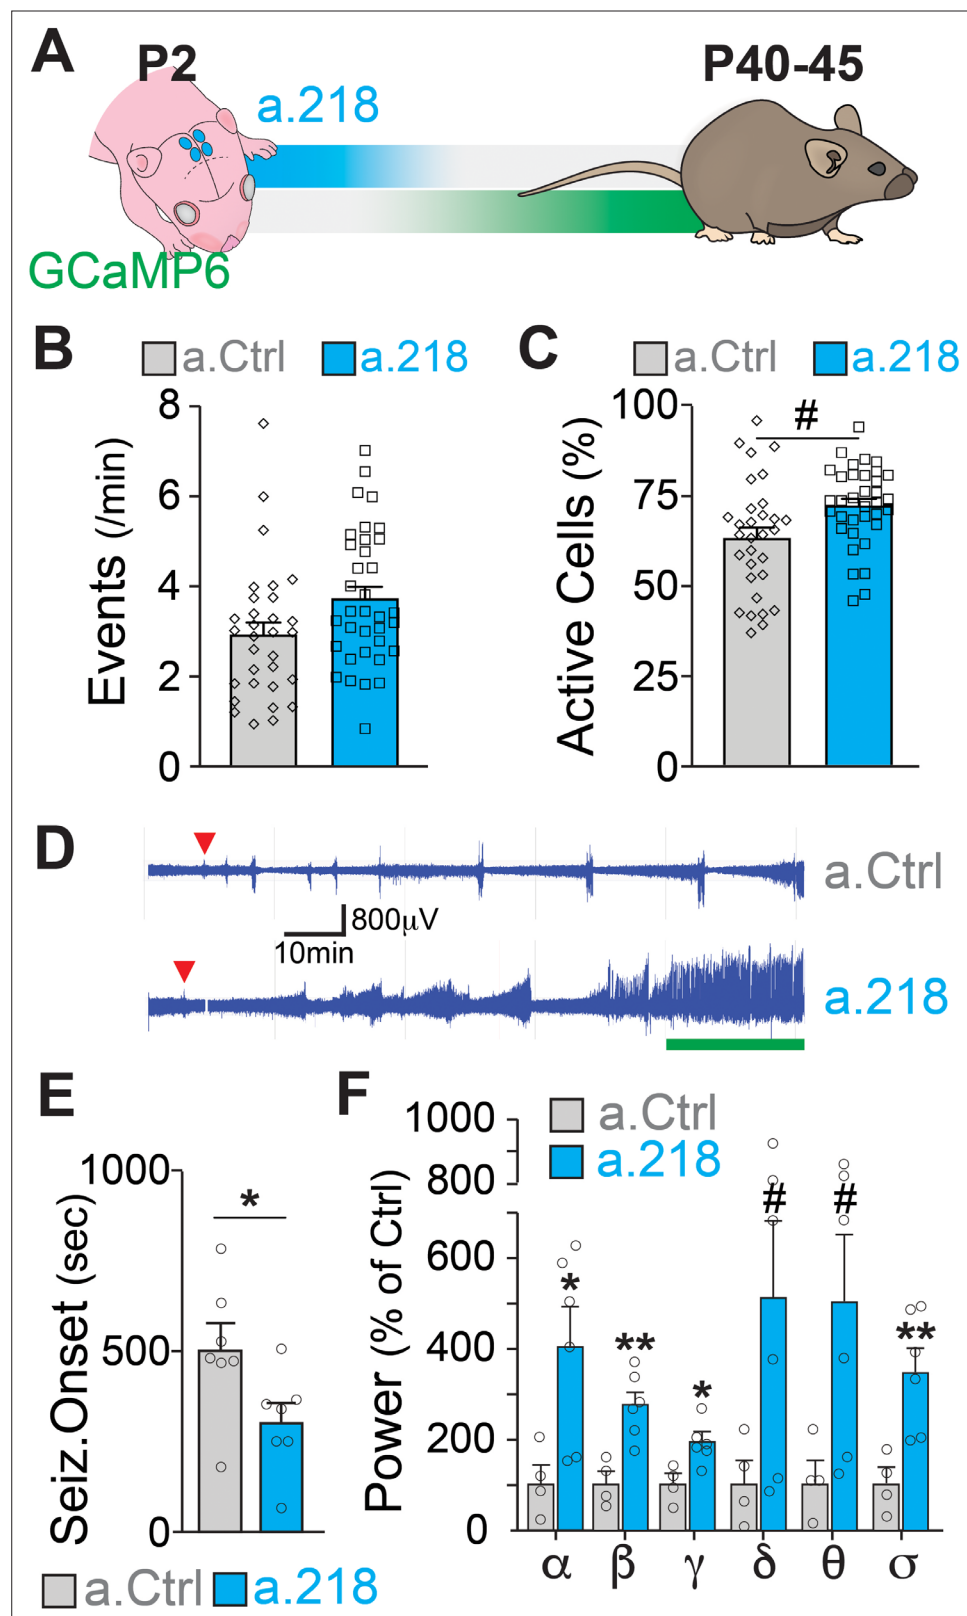 A
P2
P40-45
a.218
GCaMP6
B
a.Ctrl
a.218
8
6
4
2
0
Events (/min)
C
a.Ctrl
a.218
100
75
50
25
0
Active Cells (%)
#
D
a.Ctrl
800μV
10min
a.218
E
1000
500
0
Seiz.Onset (sec)
*
a.Ctrl
a.218
F
a.Ctrl
a.218
1000
800
600
400
200
0
Power (% of Ctrl)
*
**
*
#
#
**
α
β
γ
δ
θ
σ